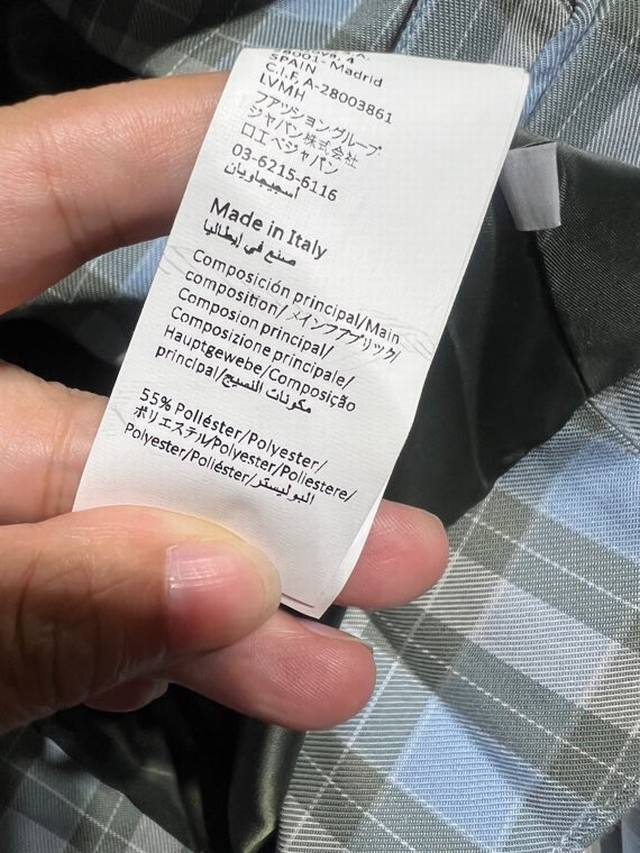 28001- Madrid
SPAIN
C.I.F. A-28003861
LVMH
ファッショングループ
ジャパン株式会社
ロエベジャパン
03-6215-6116
Made in Italy
صنع في إيطاليا
Composición principal/Main
composition/メインファブリック/
Composion principal/
Composizione principale/
Hauptgewebe/Composição
principal/مكونات النسيج
55% Poliéster/Polyester/
ポリエステル/Polyester/Poliestere/
Polyester/Poliéster/البوليستر